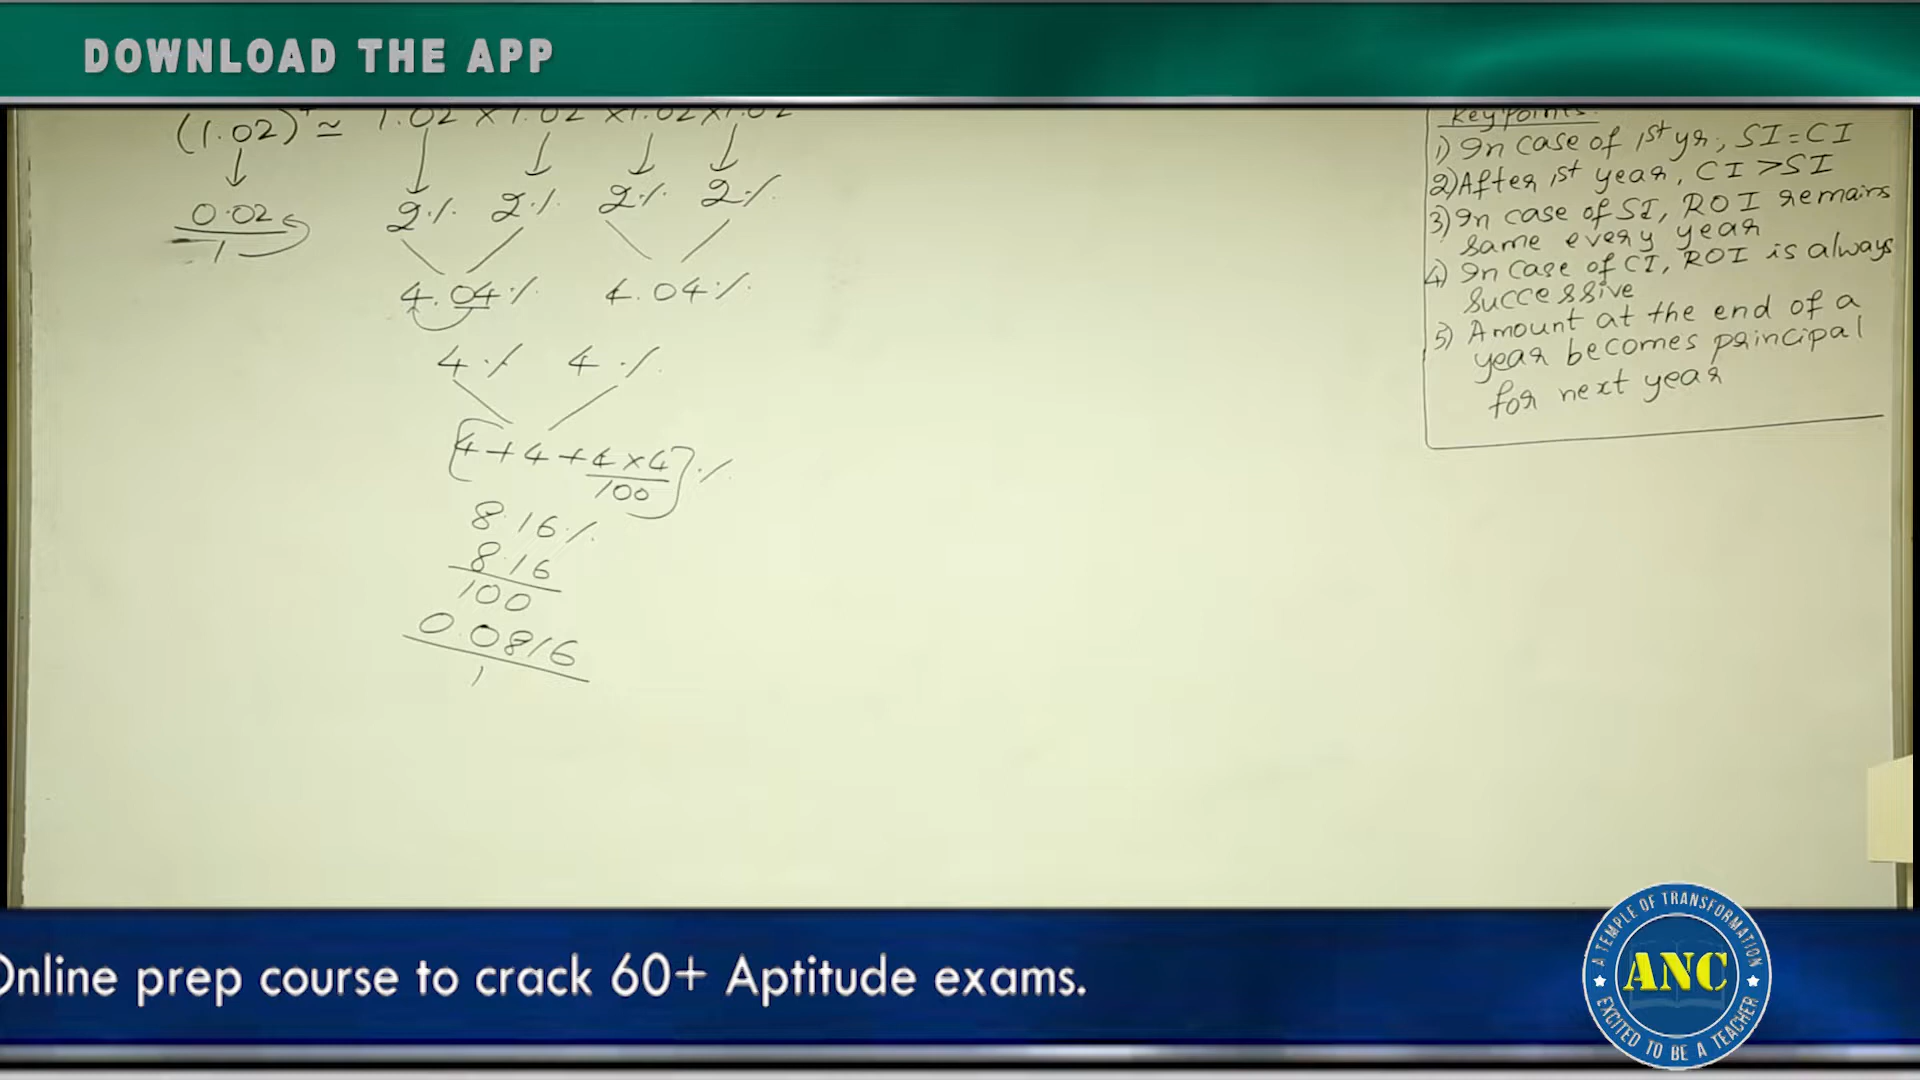 DOWNLOAD THE APP
(1.02)⁴ ≃ 1.02 × 1.02 × 1.02 × 1.02
0.02
1
2% 2% 2% 2%
4.04% 4.04%
4% 4%
[4+4+4×4/100]%
8.16%
8.16
100
0.0816
1
Key points:
1) In case of 1st yr, SI = CI
2) After 1st year, CI > SI
3) In case of SI, ROI remains
same every year
4) In case of CI, ROI is always
successive
5) Amount at the end of a
year becomes principal
for next year
Online prep course to crack 60+ Aptitude exams.
A TEMPLE OF TRANSFORMATION
ANC
EXCITED TO BE A TEACHER